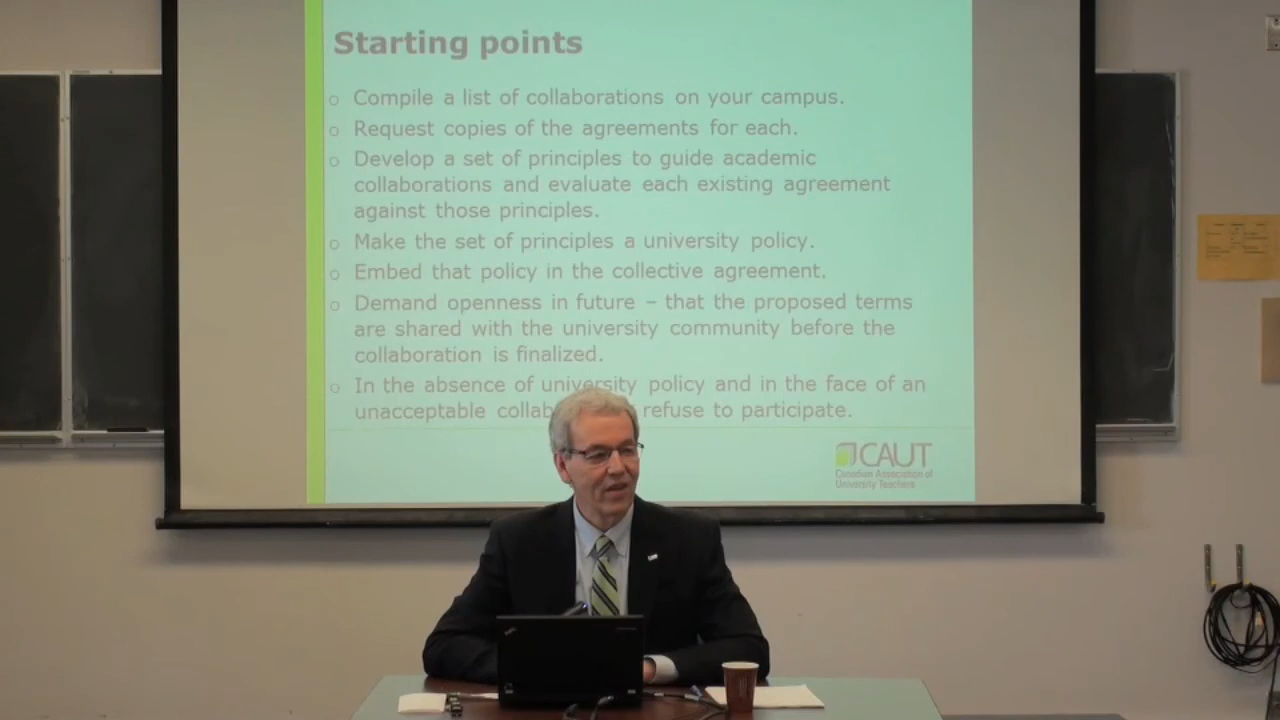 Starting points
o Compile a list of collaborations on your campus.
o Request copies of the agreements for each.
o Develop a set of principles to guide academic
collaborations and evaluate each existing agreement
against those principles.
o Make the set of principles a university policy.
o Embed that policy in the collective agreement.
o Demand openness in future – that the proposed terms
are shared with the university community before the
collaboration is finalized.
o In the absence of university policy and in the face of an
unacceptable collab refuse to participate.
CAUT
Canadian Association of
University Teachers